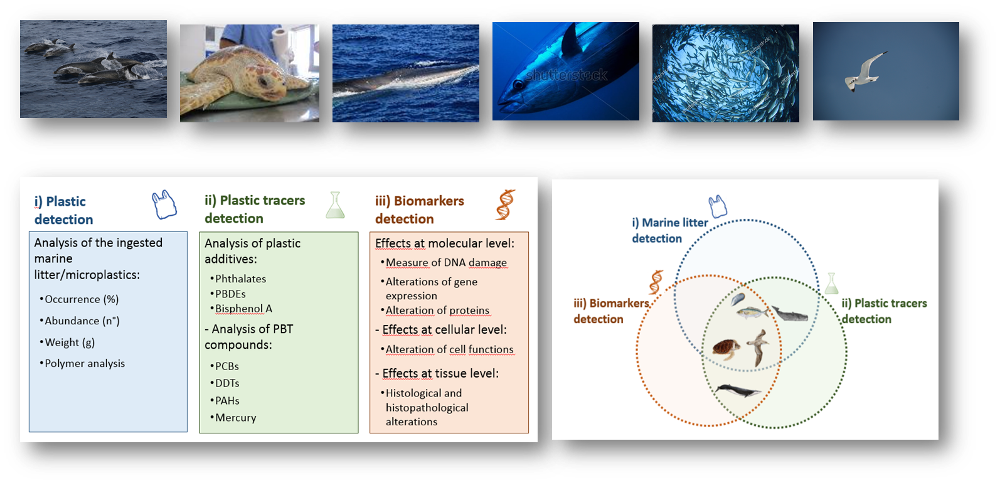 shutterstock
shutterstock
i) Plastic
detection
Analysis of the ingested
marine
litter/microplastics:
•Occurrence (%)
•Abundance (n°)
•Weight (g)
•Polymer analysis
ii) Plastic tracers
detection
Analysis of plastic
additives:
•Phthalates
•PBDEs
•Bisphenol A
- Analysis of PBT
compounds:
•PCBs
•DDTs
•PAHs
•Mercury
iii) Biomarkers
detection
Effects at molecular level:
•Measure of DNA damage
•Alterations of gene
expression
•Alteration of proteins
- Effects at cellular level:
•Alteration of cell functions
- Effects at tissue level:
•Histological and
histopathological
alterations
i) Marine litter
detection
iii) Biomarkers
detection
ii) Plastic tracers
detection